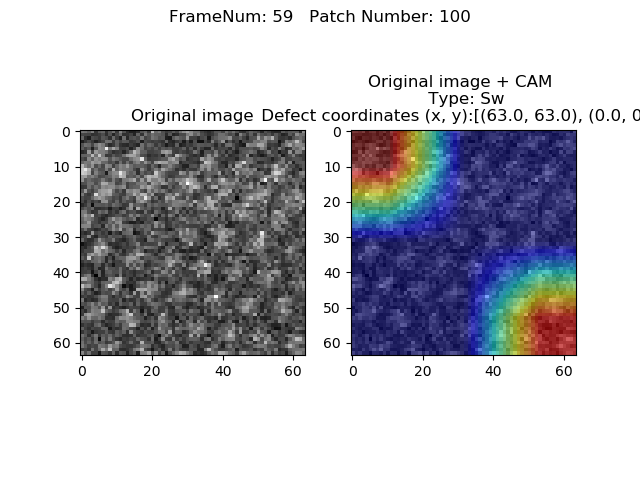 FrameNum: 59   Patch Number: 100
Original image + CAM
Type: Sw
Original image
Defect coordinates (x, y):[(63.0, 63.0), (0.0, 0
0
10
20
30
40
50
60
0 20 40 60
0
10
20
30
40
50
60
0 20 40 60